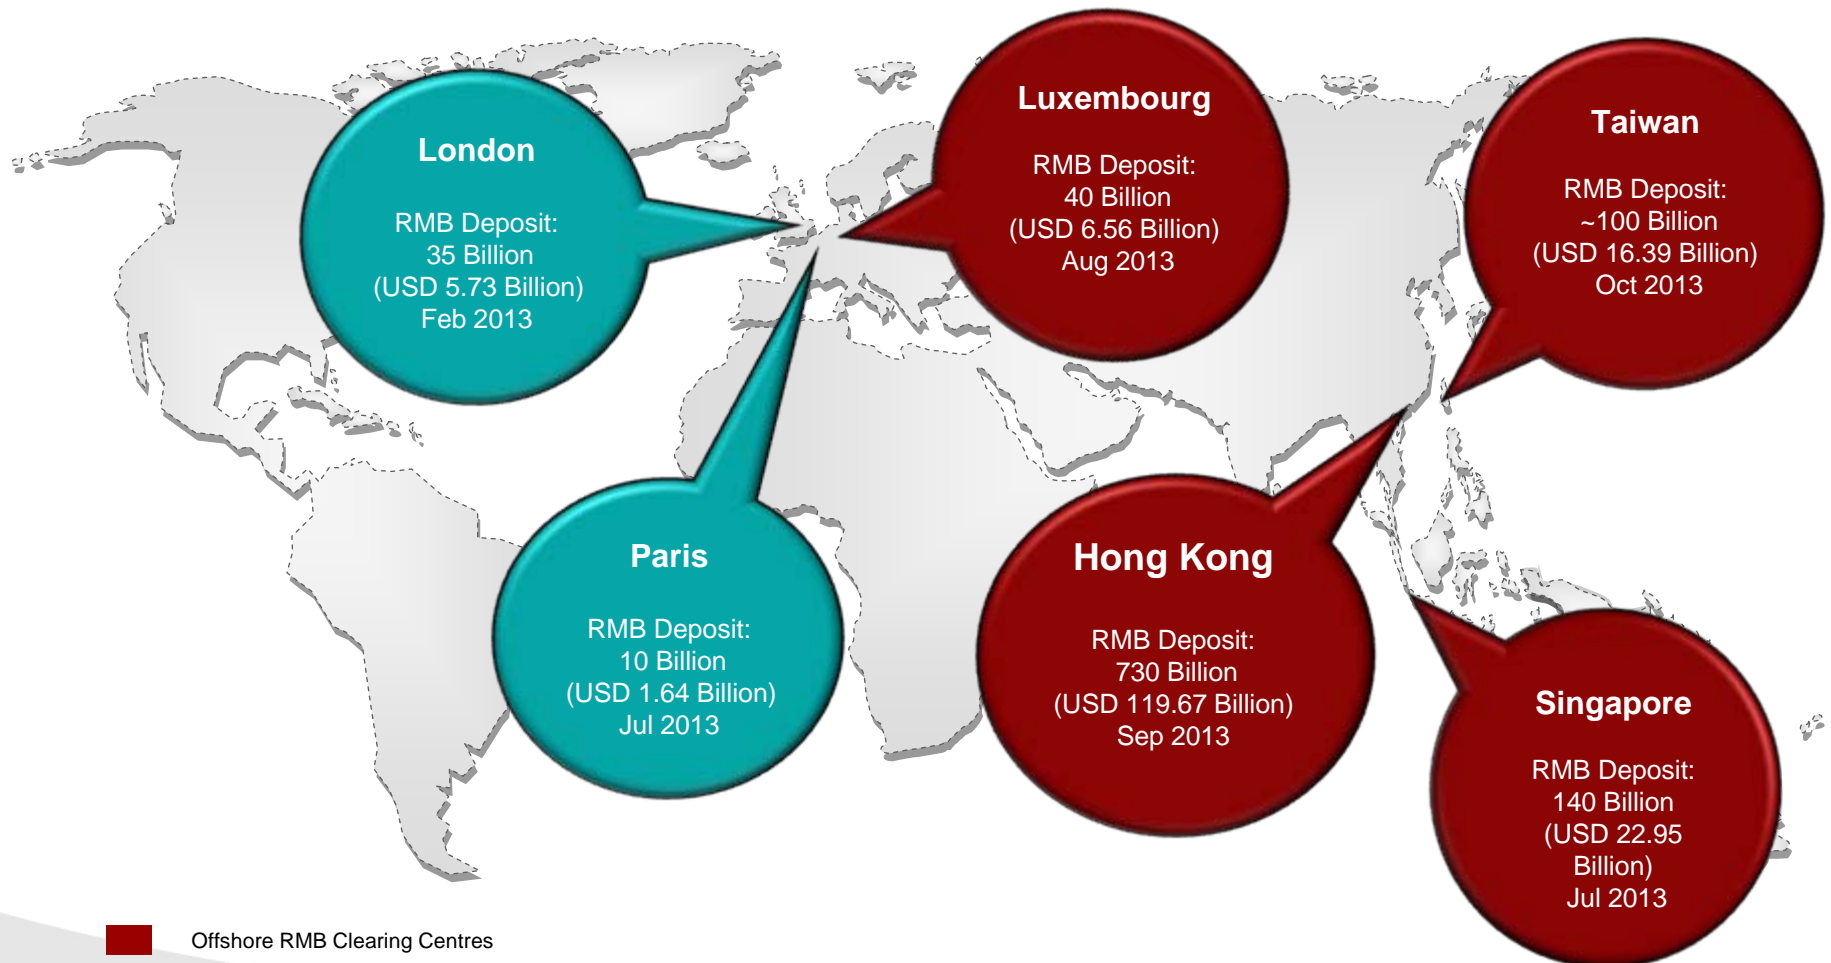 London
RMB Deposit:
35 Billion
(USD 5.73 Billion)
Feb 2013
Luxembourg
RMB Deposit:
40 Billion
(USD 6.56 Billion)
Aug 2013
Taiwan
RMB Deposit:
~100 Billion
(USD 16.39 Billion)
Oct 2013
Paris
RMB Deposit:
10 Billion
(USD 1.64 Billion)
Jul 2013
Hong Kong
RMB Deposit:
730 Billion
(USD 119.67 Billion)
Sep 2013
Singapore
RMB Deposit:
140 Billion
(USD 22.95
Billion)
Jul 2013
Offshore RMB Clearing Centres